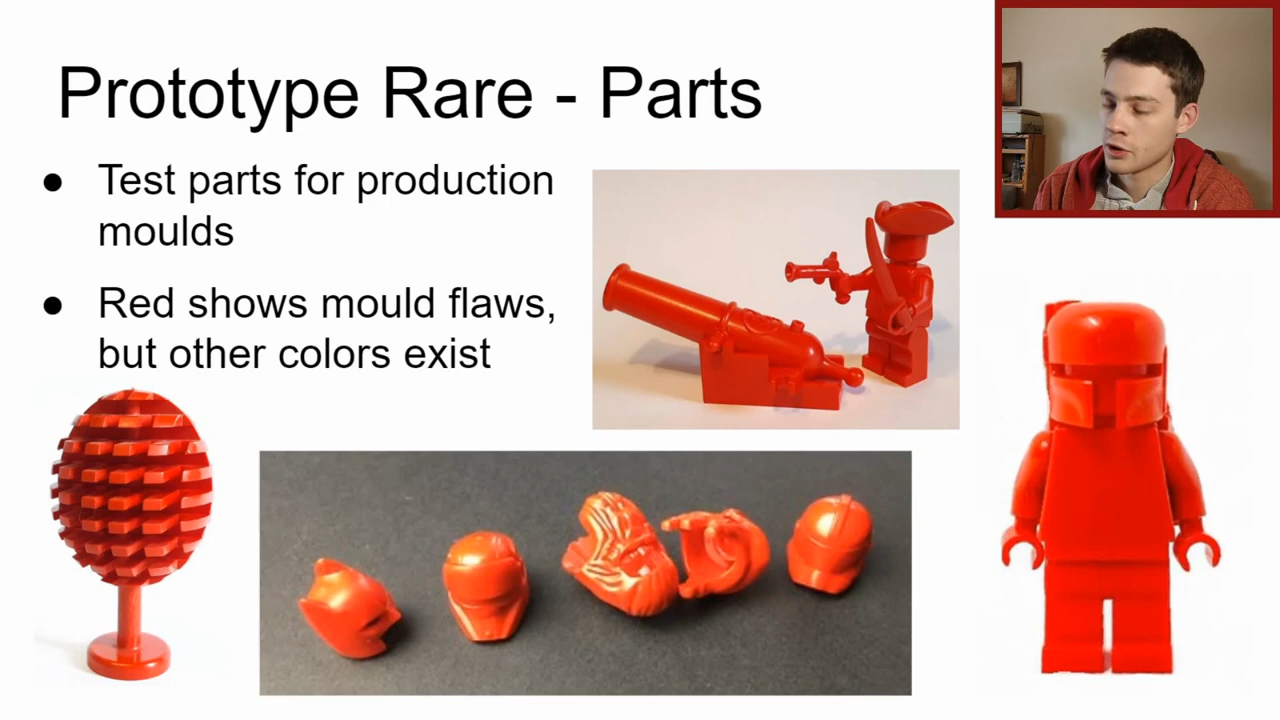 Prototype Rare - Parts
● Test parts for production
moulds
● Red shows mould flaws,
but other colors exist